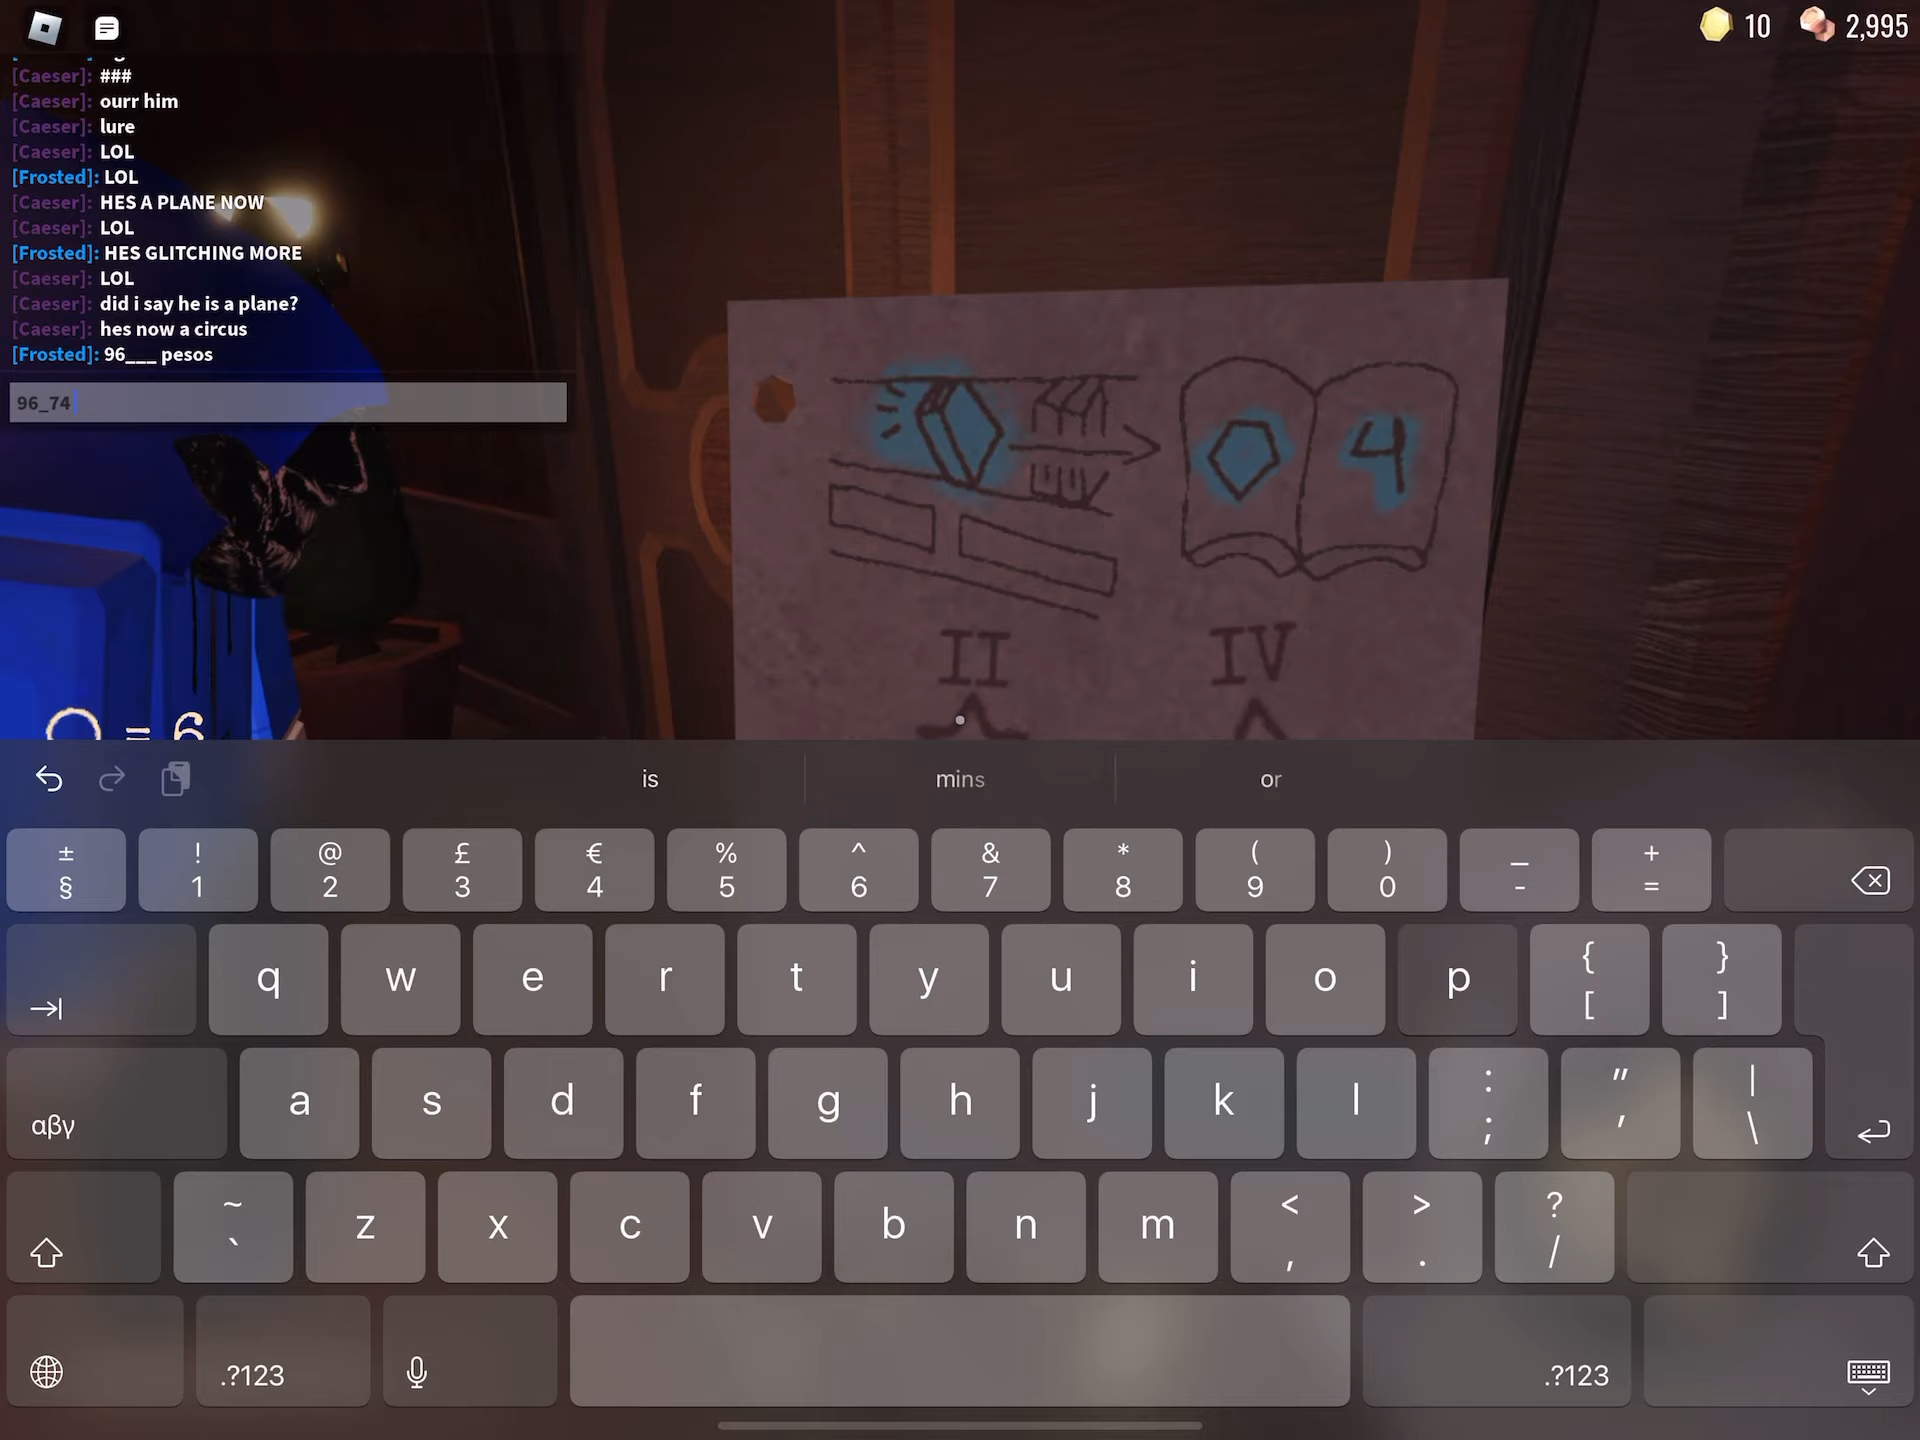 10 2,995
[Caeser]: ###
[Caeser]: ourr him
[Caeser]: lure
[Caeser]: LOL
[Frosted]: LOL
[Caeser]: HES A PLANE NOW
[Caeser]: LOL
[Frosted]: HES GLITCHING MORE
[Caeser]: LOL
[Caeser]: did i say he is a plane?
[Caeser]: hes now a circus
[Frosted]: 96___ pesos
96_74
4
II IV
= 6
is mins or
± ! @ £ € % ^ & * ( ) _ +
§ 1 2 3 4 5 6 7 8 9 0 - =
q w e r t y u i o p { }
[ ]
αβγ a s d f g h j k l : " |
; ' \
~ z x c v b n m < > ?
` , . /
.?123 .?123